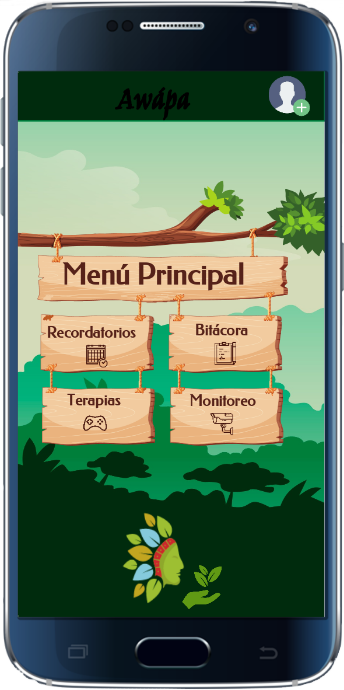 Awápa
Menú Principal
Recordatorios
Bitácora
Terapias
Monitoreo